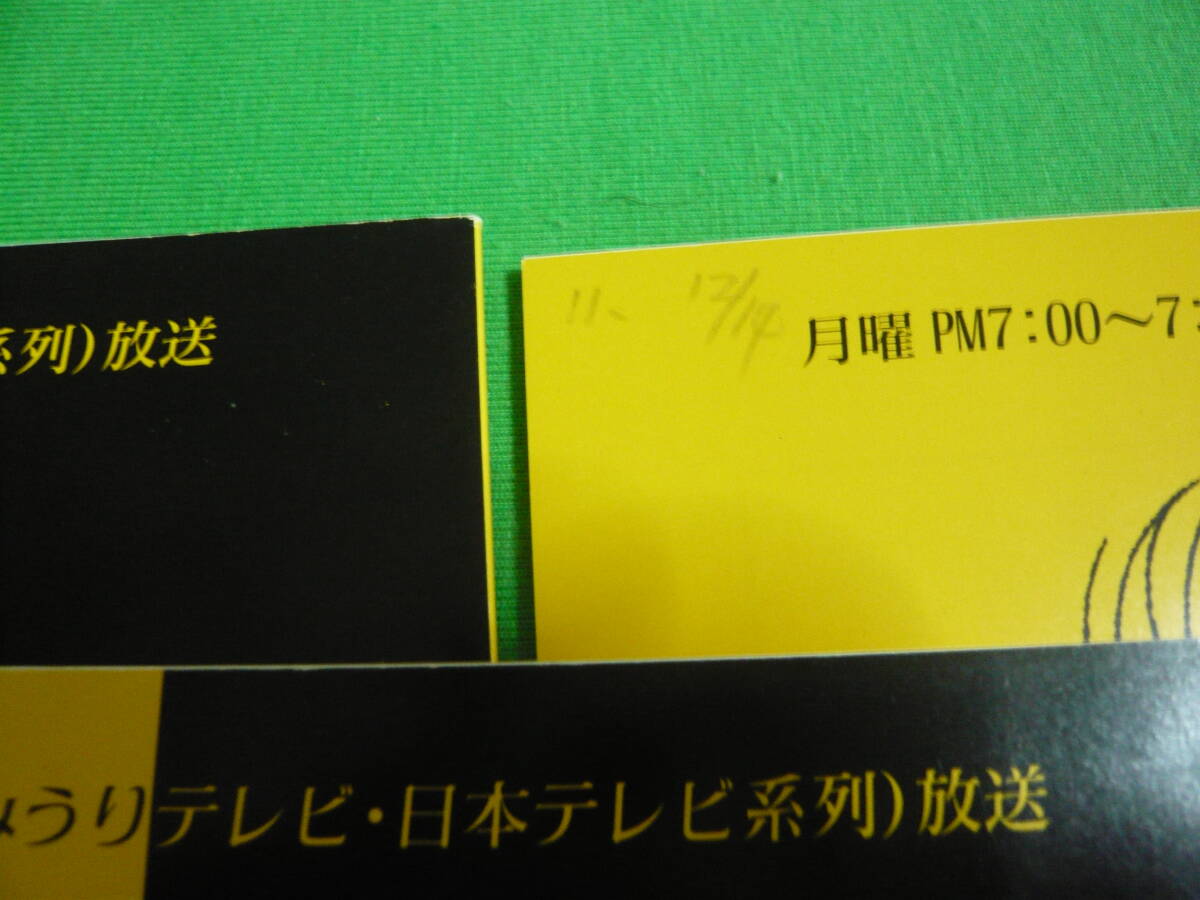 系列)放送
11、 12/14
月曜 PM7:00〜7:
みうりテレビ・日本テレビ系列)放送